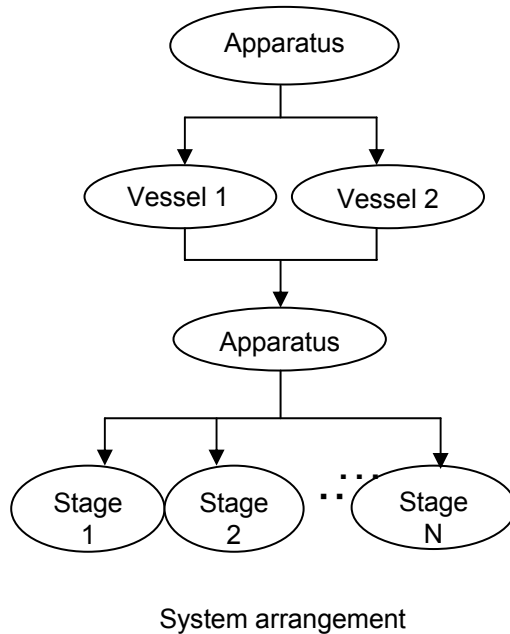 Apparatus
Vessel 1
Vessel 2
Apparatus
Stage
1
Stage
2
Stage
N
System arrangement